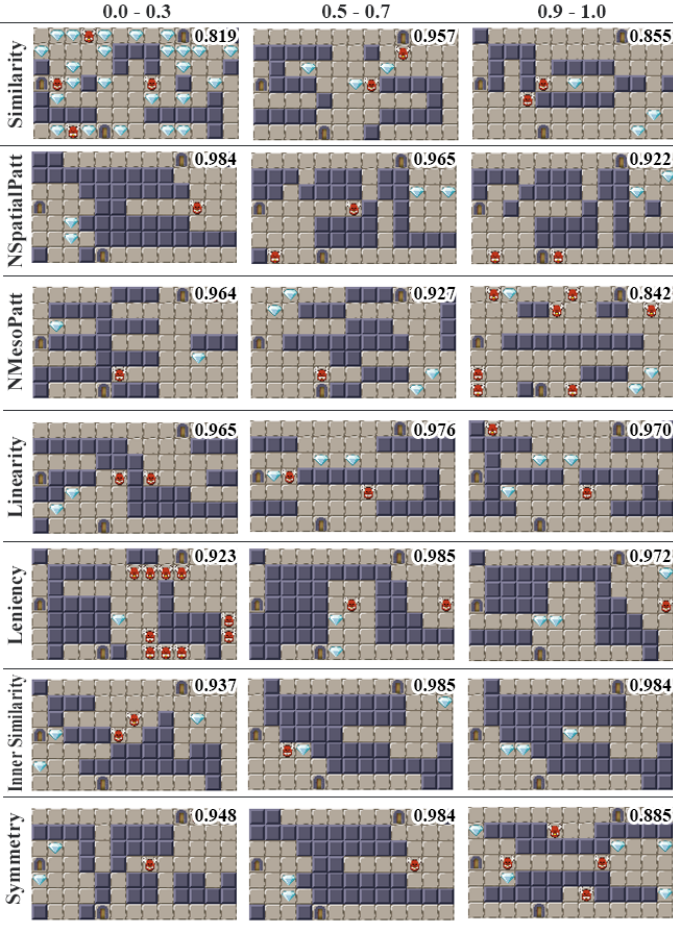 0.0 - 0.3 0.5 - 0.7 0.9 - 1.0
Similarity 0.819 0.957 0.855
NSpatialPatt 0.984 0.965 0.922
NMesoPatt 0.964 0.927 0.842
Linearity 0.965 0.976 0.970
Leniency 0.923 0.985 0.972
Inner Similarity 0.937 0.985 0.984
Symmetry 0.948 0.984 0.885